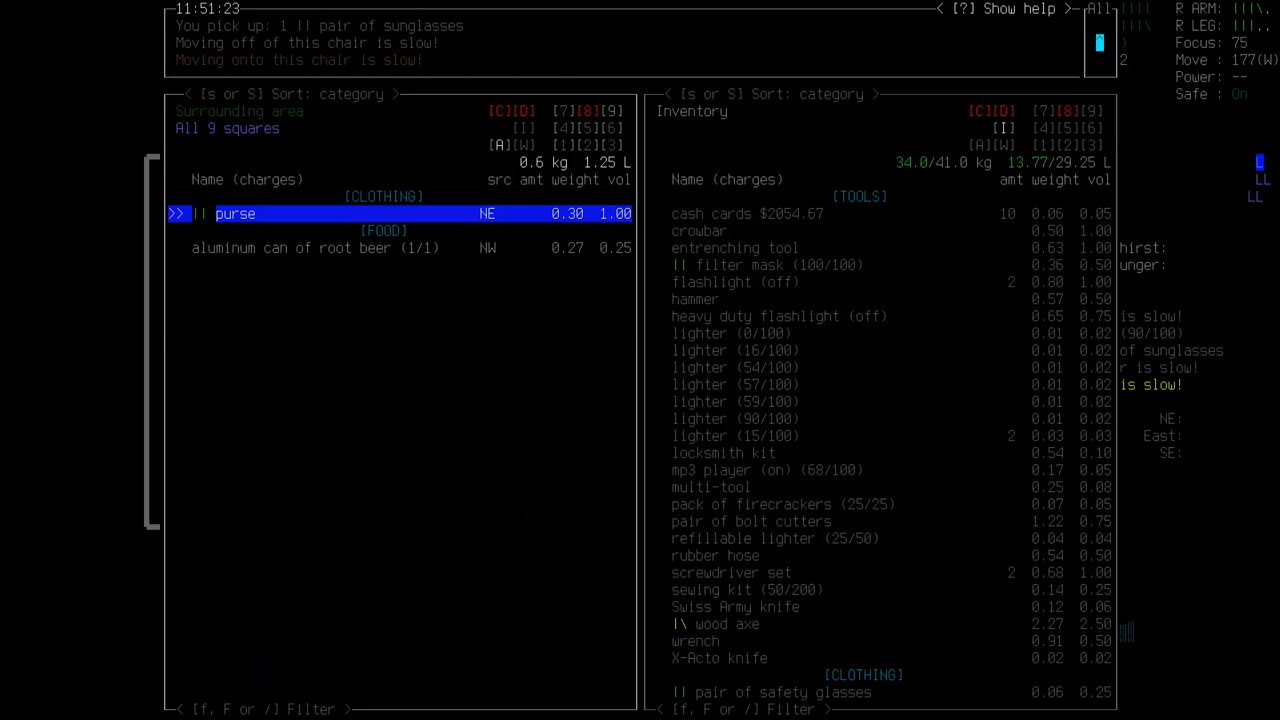 11:51:23
< [?] Show help >
All
You pick up: 1 || pair of sunglasses
Moving off of this chair is slow!
Moving onto this chair is slow!
2
R ARM: |||\.
R LEG: |||..
Focus: 75
Move : 177(W)
Power: --
Safe : On
< [s or S] Sort: category >
Surrounding area [C][D] [7][8][9]
All 9 squares [I] [4][5][6]
[A][W] [1][2][3]
0.6 kg 1.25 L
Name (charges) src amt weight vol
[CLOTHING]
>> || purse NE 0.30 1.00
[FOOD]
aluminum can of root beer (1/1) NW 0.27 0.25
< [f, F or /] Filter >
< [s or S] Sort: category >
Inventory [C][D] [7][8][9]
[I] [4][5][6]
[A][W] [1][2][3]
34.0/41.0 kg 13.77/29.25 L
Name (charges) amt weight vol
[TOOLS]
cash cards $2054.67 10 0.06 0.05
crowbar 0.50 1.00
entrenching tool 0.63 1.00
|| filter mask (100/100) 0.36 0.50
flashlight (off) 2 0.80 1.00
hammer 0.57 0.50
heavy duty flashlight (off) 0.65 0.75
lighter (0/100) 0.01 0.02
lighter (16/100) 0.01 0.02
lighter (54/100) 0.01 0.02
lighter (57/100) 0.01 0.02
lighter (59/100) 0.01 0.02
lighter (90/100) 0.01 0.02
lighter (15/100) 2 0.03 0.03
locksmith kit 0.54 0.10
mp3 player (on) (68/100) 0.17 0.05
multi-tool 0.25 0.08
pack of firecrackers (25/25) 0.07 0.05
pair of bolt cutters 1.22 0.75
refillable lighter (25/50) 0.04 0.04
rubber hose 0.54 0.50
screwdriver set 2 0.68 1.00
sewing kit (50/200) 0.14 0.25
Swiss Army knife 0.12 0.06
|\ wood axe 2.27 2.50
wrench 0.91 0.50
X-Acto knife 0.02 0.02
[CLOTHING]
|| pair of safety glasses 0.06 0.25
< [f, F or /] Filter >
L
LL
LL
hirst:
unger:
is slow!
(90/100)
of sunglasses
r is slow!
is slow!
NE:
East:
SE: